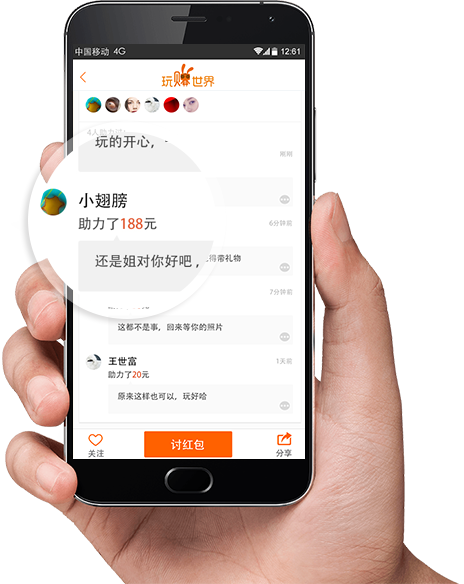 中国移动 4G 12:61
玩赚世界
4人助力过
玩的开心，
刚刚
小翅膀
助力了188元
6分钟前
还是姐对你好吧，
得带礼物
7分钟前
这都不是事，回来等你的照片
王世富
1天前
助力了20元
原来这样也可以，玩好哈
关注
讨红包
分享